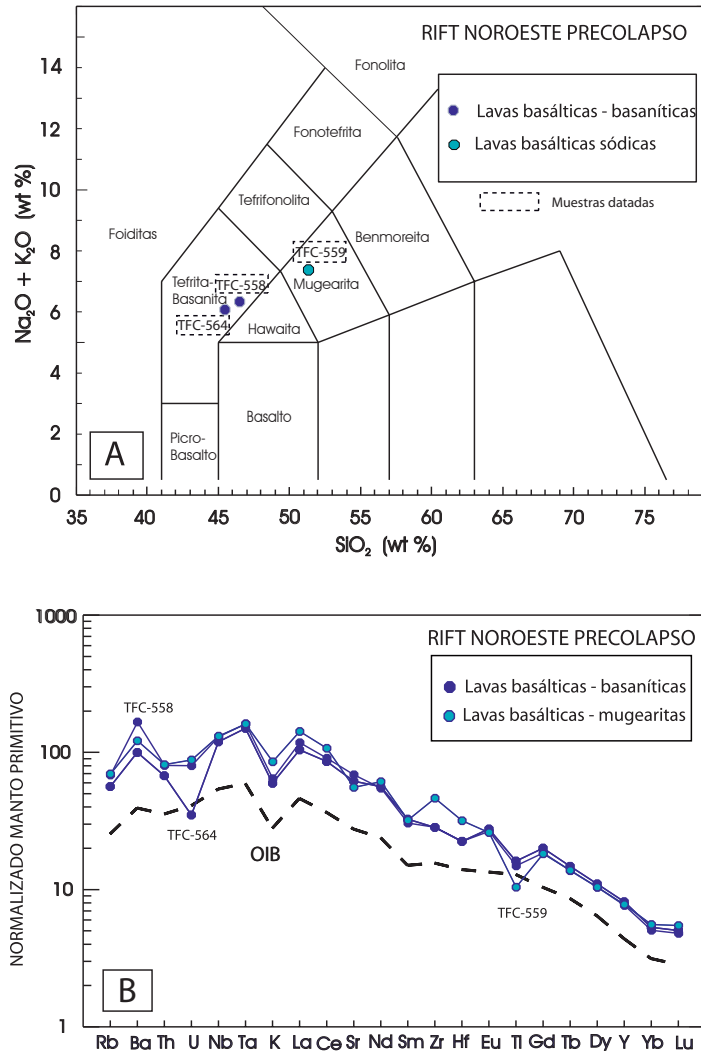 RIFT NOROESTE PRECOLAPSO
Lavas basálticas - basaníticas
Lavas basálticas sódicas
Muestras datadas
Fonolita
Fonotefrita
Tefrifonolita
Foiditas
Benmoreita
TFC-559
Mugearita
Tefrita-
Basanita
TFC-558
TFC-564
Hawaita
Basalto
Picro-
Basalto
A
14
12
10
8
6
4
2
0
Na₂O + K₂O (wt %)
35 40 45 50 55 60 65 70 75
SIO₂ (wt %)
RIFT NOROESTE PRECOLAPSO
Lavas basálticas - basaníticas
Lavas basálticas - mugearitas
1000
100
10
1
NORMALIZADO MANTO PRIMITIVO
TFC-558
TFC-564
OIB
TFC-559
B
Rb Ba Th U Nb Ta K La Ce Sr Nd Sm Zr Hf Eu TI Gd Tb Dy Y Yb Lu